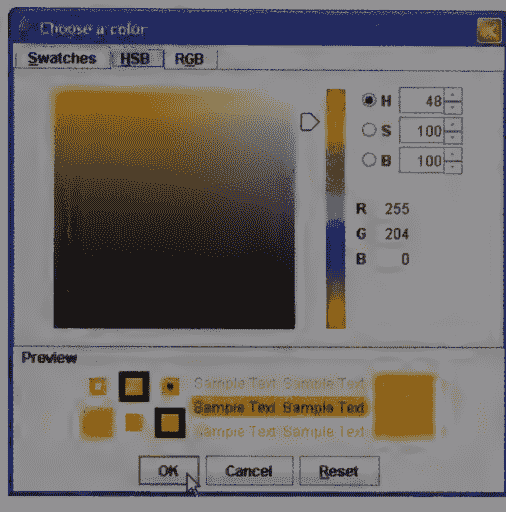 Choose a color
Swatches HSB RGB
H 48
S 100
B 100
R 255
G 204
B 0
Preview
Sample Text Sample Text
Sample Text Sample Text
Sample Text Sample Text
OK Cancel Reset